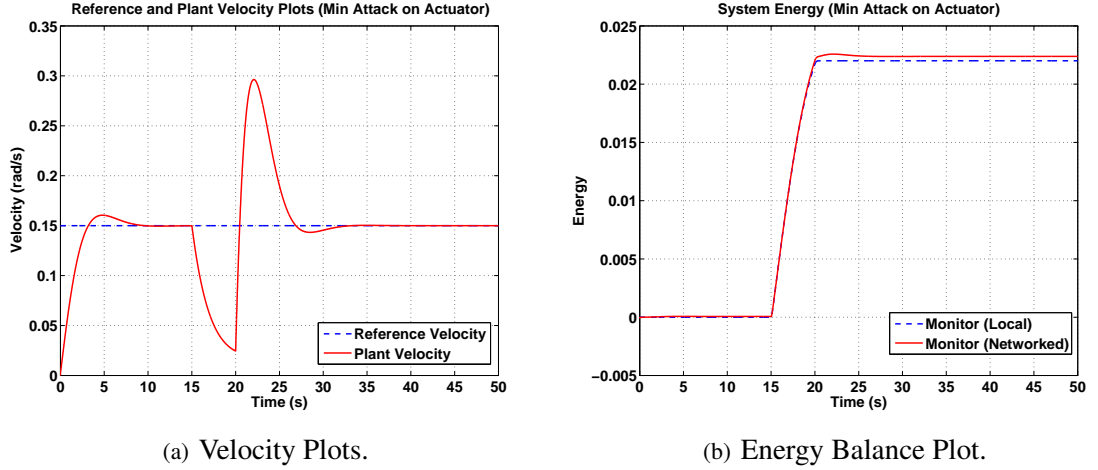 Reference and Plant Velocity Plots (Min Attack on Actuator)
0.35
0.3
0.25
0.2
0.15
0.1
0.05
0
Velocity (rad/s)
Reference Velocity
Plant Velocity
0 5 10 15 20 25 30 35 40 45 50
Time (s)
(a) Velocity Plots.
System Energy (Min Attack on Actuator)
0.025
0.02
0.015
0.01
0.005
0
−0.005
Energy
Monitor (Local)
Monitor (Networked)
0 5 10 15 20 25 30 35 40 45 50
Time (s)
(b) Energy Balance Plot.